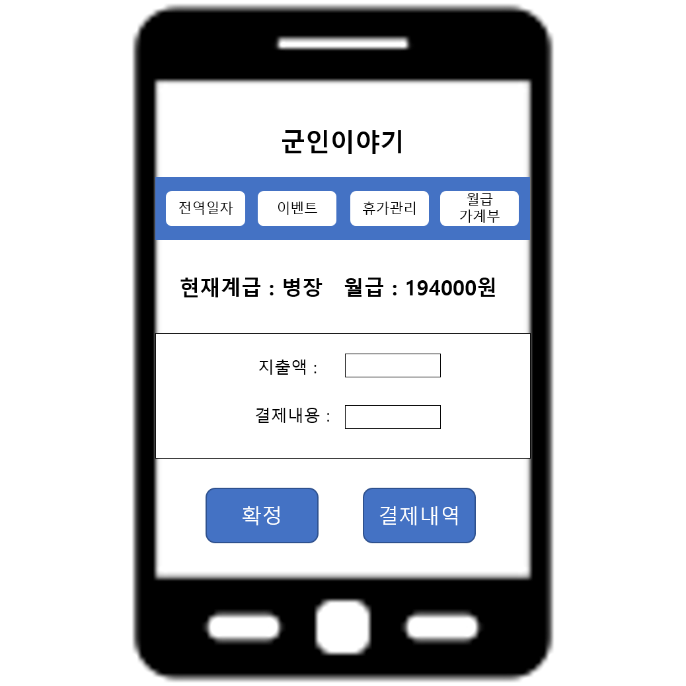 군인이야기
전역일자 이벤트 휴가관리 월급
가계부
현재계급 : 병장 월급 : 194000원
지출액 :
결제내용 :
확정 결제내역